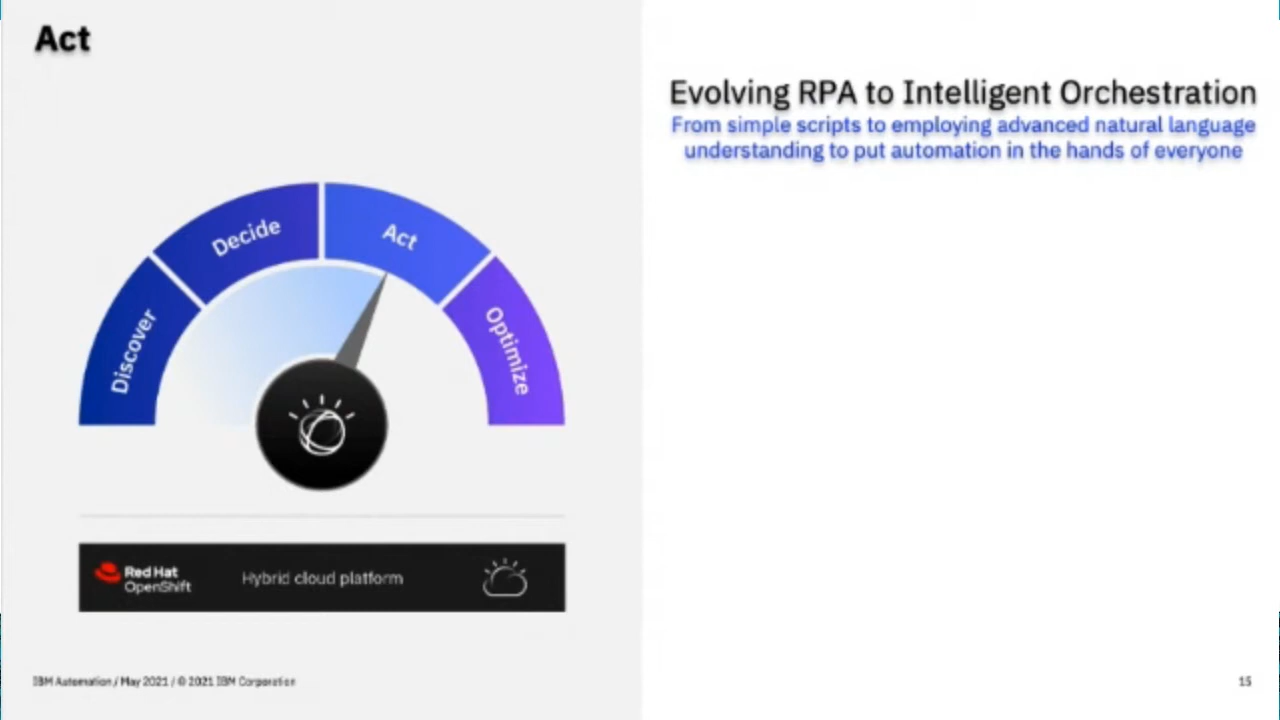 Act
Evolving RPA to Intelligent Orchestration
From simple scripts to employing advanced natural language
understanding to put automation in the hands of everyone
Discover
Decide
Act
Optimize
Red Hat
OpenShift
Hybrid cloud platform
IBM Automation / May 2021 / © 2021 IBM Corporation
15